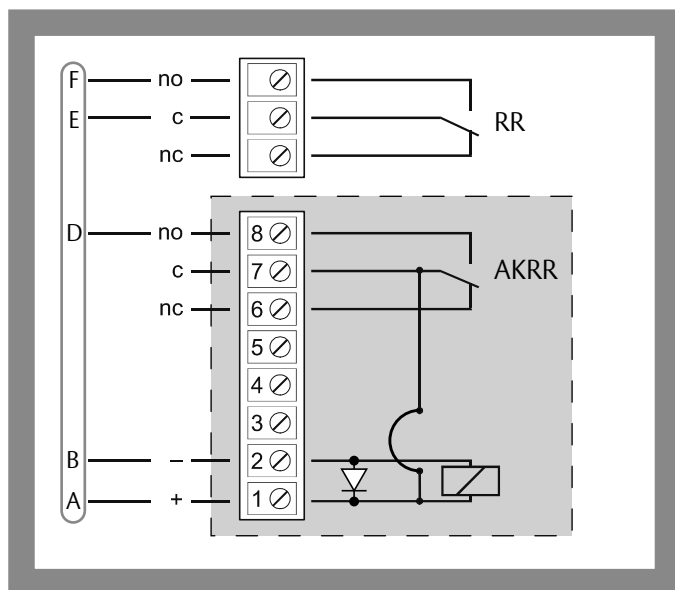 F no
E c RR
nc
D no 8
c 7 AKRR
nc 6
5
4
3
B – 2
A + 1